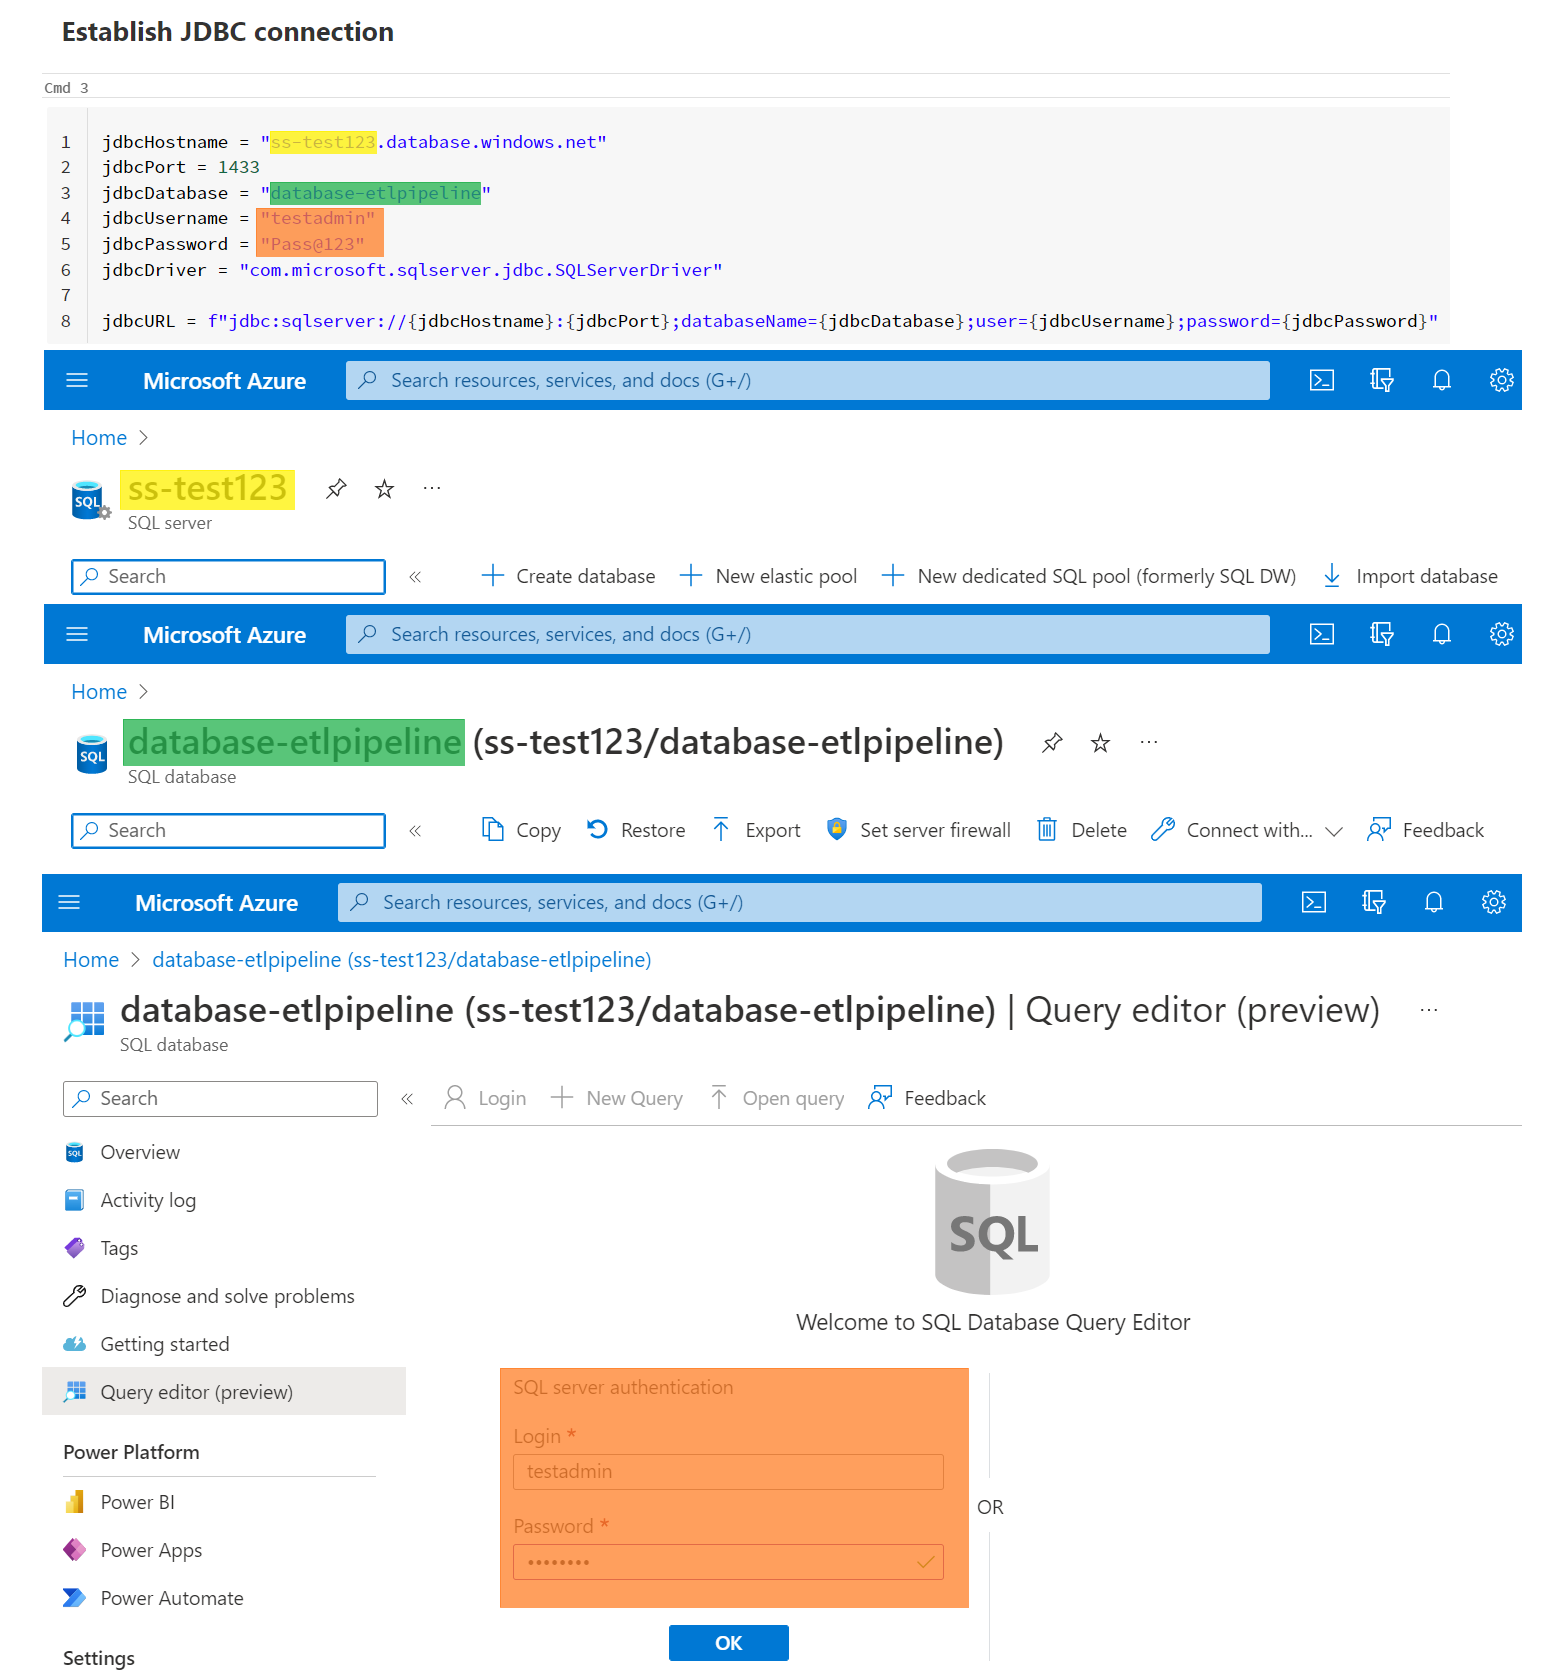 Establish JDBC connection
Cmd 3
1 jdbcHostname = "ss-test123.database.windows.net"
2 jdbcPort = 1433
3 jdbcDatabase = "database-etlpipeline"
4 jdbcUsername = "testadmin"
5 jdbcPassword = "Pass@123"
6 jdbcDriver = "com.microsoft.sqlserver.jdbc.SQLServerDriver"
7
8 jdbcURL = f"jdbc:sqlserver://{jdbcHostname}:{jdbcPort};databaseName={jdbcDatabase};user={jdbcUsername};password={jdbcPassword}"
Microsoft Azure Search resources, services, and docs (G+/)
Home >
SQL ss-test123 ...
SQL server
Search « + Create database + New elastic pool + New dedicated SQL pool (formerly SQL DW) Import database
Microsoft Azure Search resources, services, and docs (G+/)
Home >
SQL database-etlpipeline (ss-test123/database-etlpipeline) ...
SQL database
Search « Copy Restore Export Set server firewall Delete Connect with... Feedback
Microsoft Azure Search resources, services, and docs (G+/)
Home > database-etlpipeline (ss-test123/database-etlpipeline)
database-etlpipeline (ss-test123/database-etlpipeline) | Query editor (preview) ...
SQL database
Search « Login + New Query Open query Feedback
SQL Overview
Activity log
Tags
Diagnose and solve problems
Getting started
Query editor (preview)
Power Platform
Power BI
Power Apps
Power Automate
Settings
SQL
Welcome to SQL Database Query Editor
SQL server authentication
Login *
testadmin
Password *
••••••••
OR
OK